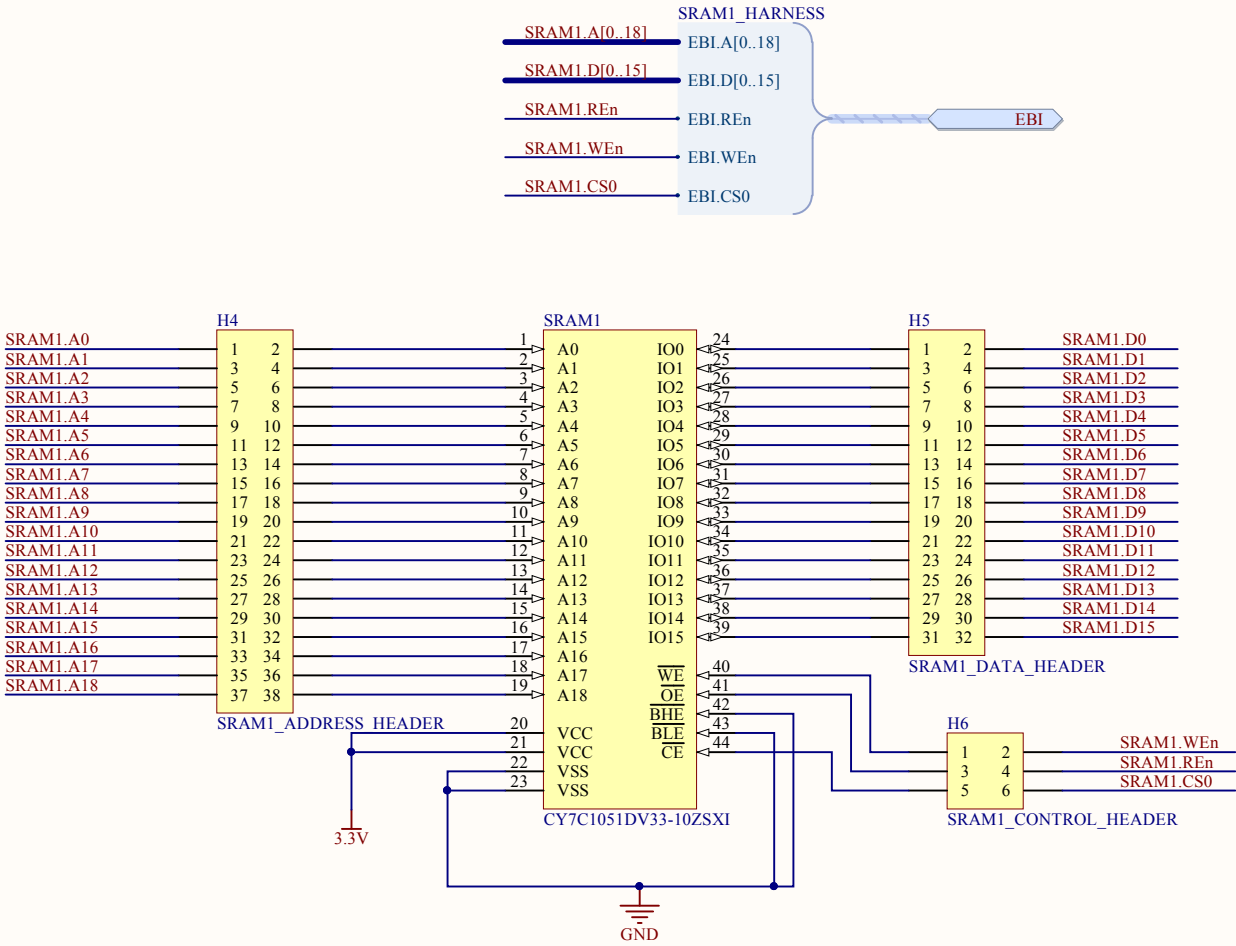 SRAM1_HARNESS
SRAM1.A[0..18] EBI.A[0..18]
SRAM1.D[0..15] EBI.D[0..15]
SRAM1.REn EBI.REn EBI
SRAM1.WEn EBI.WEn
SRAM1.CS0 EBI.CS0
H4 SRAM1 H5
SRAM1.A0 1 2 1 A0 IO0 24 1 2 SRAM1.D0
SRAM1.A1 3 4 2 A1 IO1 25 3 4 SRAM1.D1
SRAM1.A2 5 6 3 A2 IO2 26 5 6 SRAM1.D2
SRAM1.A3 7 8 4 A3 IO3 27 7 8 SRAM1.D3
SRAM1.A4 9 10 5 A4 IO4 28 9 10 SRAM1.D4
SRAM1.A5 11 12 6 A5 IO5 29 11 12 SRAM1.D5
SRAM1.A6 13 14 7 A6 IO6 30 13 14 SRAM1.D6
SRAM1.A7 15 16 8 A7 IO7 31 15 16 SRAM1.D7
SRAM1.A8 17 18 9 A8 IO8 32 17 18 SRAM1.D8
SRAM1.A9 19 20 10 A9 IO9 33 19 20 SRAM1.D9
SRAM1.A10 21 22 11 A10 IO10 34 21 22 SRAM1.D10
SRAM1.A11 23 24 12 A11 IO11 35 23 24 SRAM1.D11
SRAM1.A12 25 26 13 A12 IO12 36 25 26 SRAM1.D12
SRAM1.A13 27 28 14 A13 IO13 37 27 28 SRAM1.D13
SRAM1.A14 29 30 15 A14 IO14 38 29 30 SRAM1.D14
SRAM1.A15 31 32 16 A15 IO15 39 31 32 SRAM1.D15
SRAM1.A16 33 34 17 A16
SRAM1_DATA_HEADER
SRAM1.A17 35 36 18 A17 WE 40
SRAM1.A18 37 38 19 A18 OE 41
BHE 42
SRAM1_ADDRESS_HEADER H6
20 VCC BLE 43
21 VCC CE 44 1 2 SRAM1.WEn
22 VSS 3 4 SRAM1.REn
23 VSS 5 6 SRAM1.CS0
CY7C1051DV33-10ZSXI SRAM1_CONTROL_HEADER
3.3V
GND